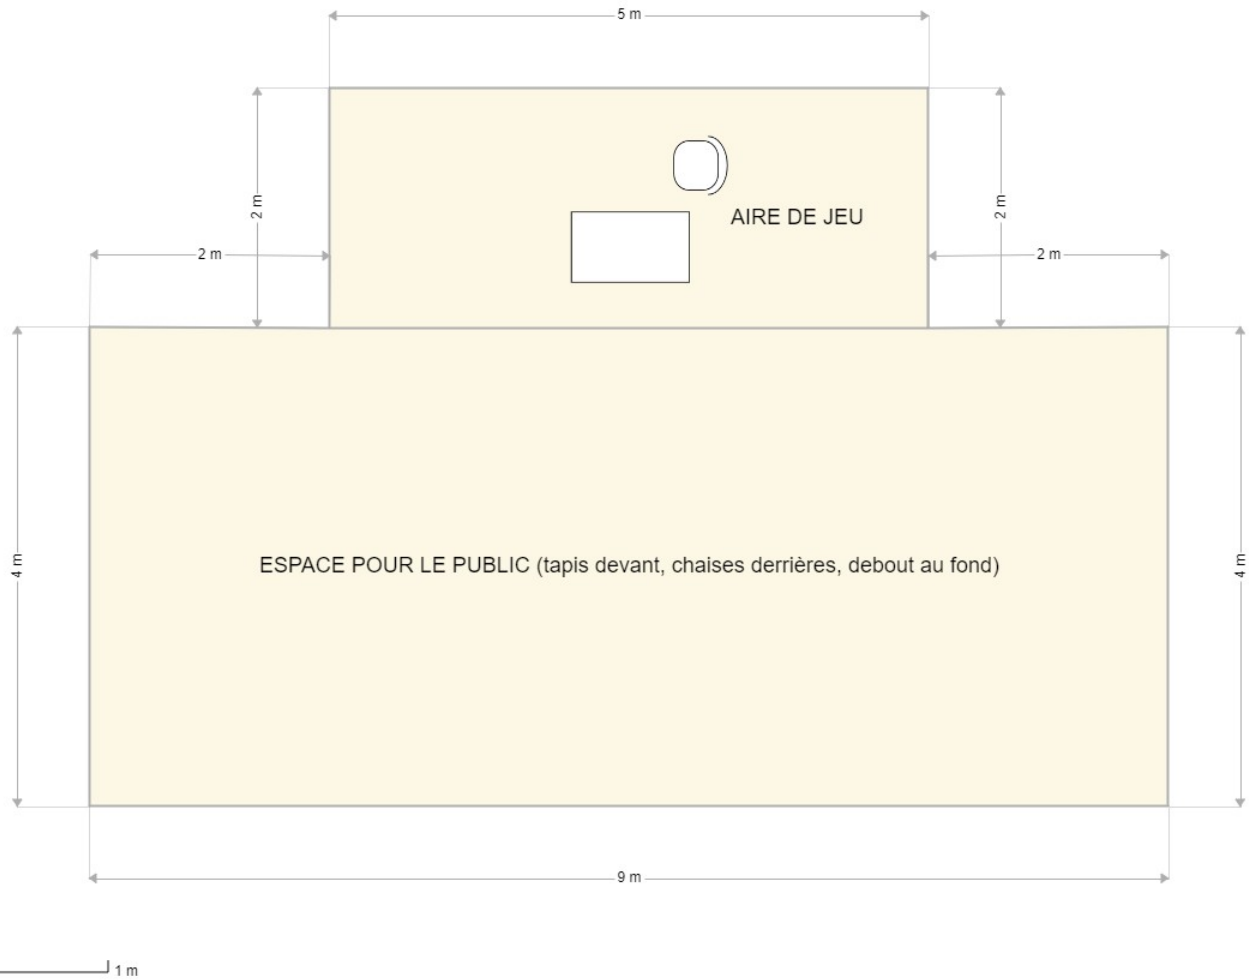 5 m
2 m
2 m
AIRE DE JEU
2 m
2 m
4 m
ESPACE POUR LE PUBLIC (tapis devant, chaises derrières, debout au fond)
4 m
9 m
1 m